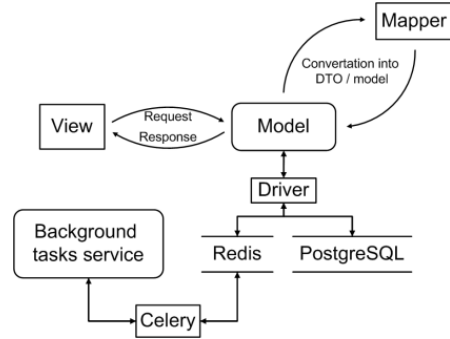 Mapper
Convertation into
DTO / model
Request
View
Model
Response
Driver
Background
tasks service
Redis
PostgreSQL
Celery